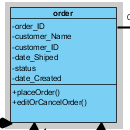 order
-order_ID
-customer_Name
-customer_ID
-date_Shiped
-status
-date_Created
+placeOrder()
+editOrCancelOrder()